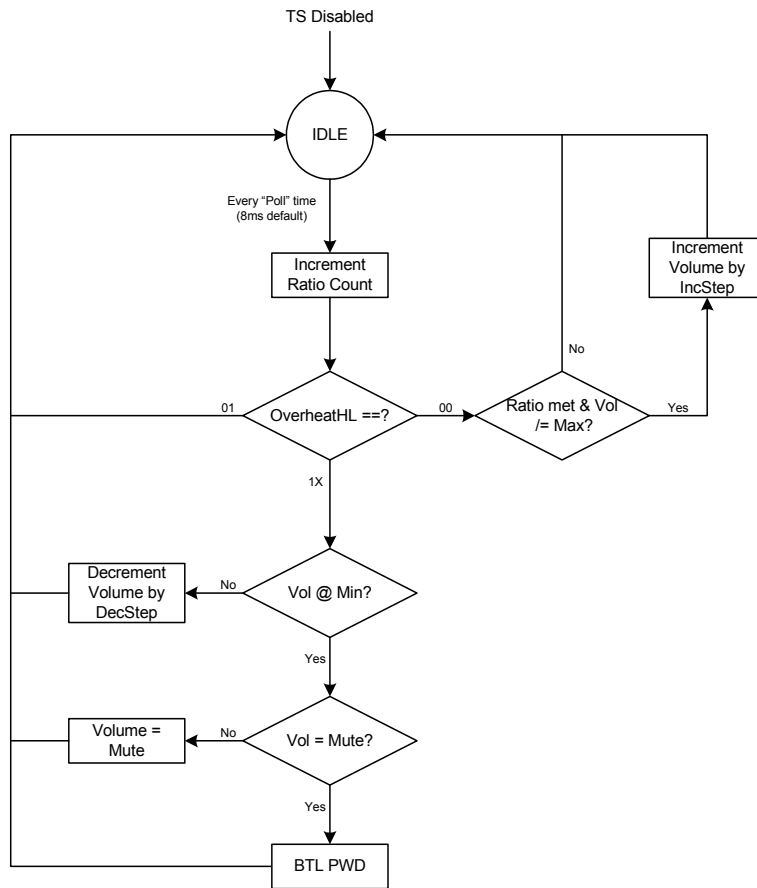 TS Disabled
IDLE
Every “Poll” time
(8ms default)
Increment
Ratio Count
Increment
Volume by
IncStep
No
01
OverheatHL ==?
00
Ratio met & Vol
/= Max?
Yes
1X
Decrement
Volume by
DecStep
No
Vol @ Min?
Yes
Volume =
Mute
No
Vol = Mute?
Yes
BTL PWD